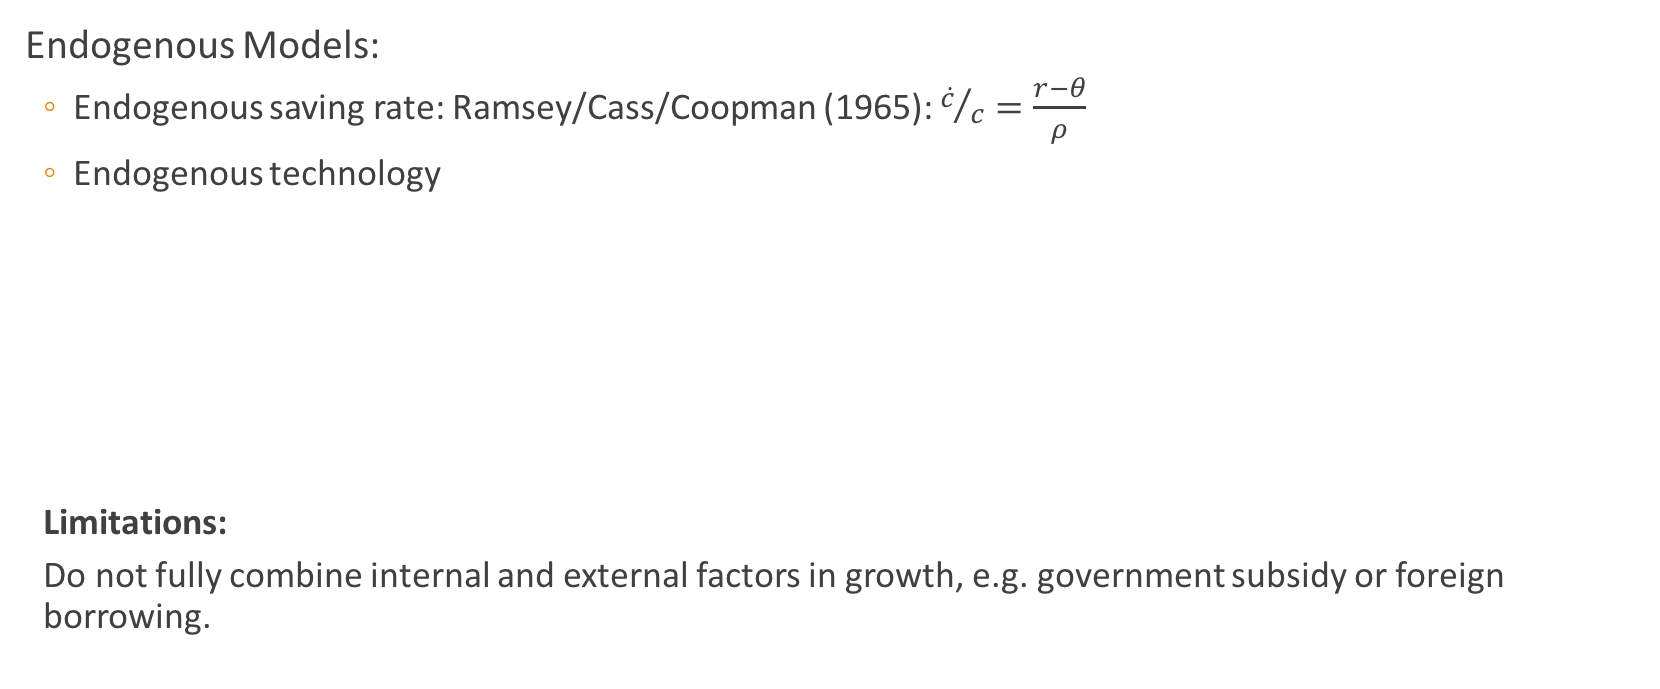 Endogenous Models:
◦ Endogenous saving rate: Ramsey/Cass/Coopman (1965): ċ/c = (r−θ)/ρ
◦ Endogenous technology
Limitations:
Do not fully combine internal and external factors in growth, e.g. government subsidy or foreign
borrowing.